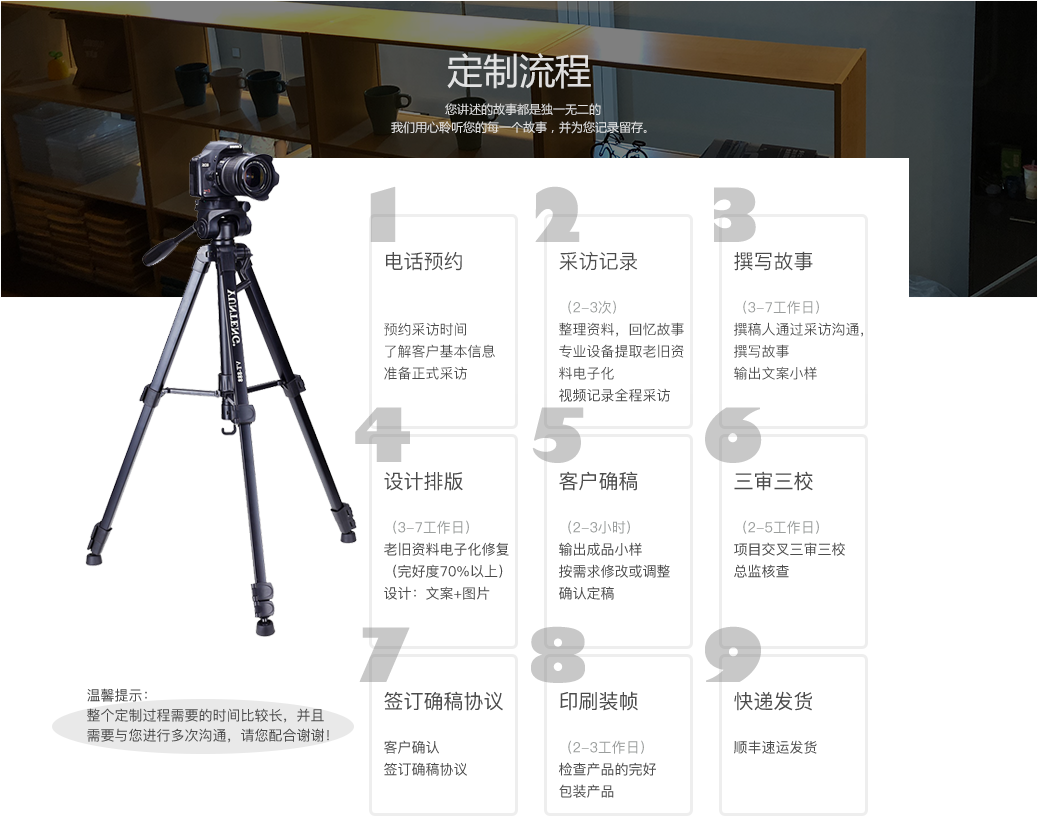 定制流程
您讲述的故事都是独一无二的
我们用心聆听您的每一个故事，并为您记录留存。
1
电话预约
预约采访时间
了解客户基本信息
准备正式采访
2
采访记录
（2-3次）
整理资料，回忆故事
专业设备提取老旧资
料电子化
视频记录全程采访
3
撰写故事
（3-7工作日）
撰稿人通过采访沟通，
撰写故事
输出文案小样
4
设计排版
（3-7工作日）
老旧资料电子化修复
（完好度70%以上）
设计：文案+图片
5
客户确稿
（2-3小时）
输出成品小样
按需求修改或调整
确认定稿
6
三审三校
（2-5工作日）
项目交叉三审三校
总监核查
7
签订确稿协议
客户确认
签订确稿协议
8
印刷装帧
（2-3工作日）
检查产品的完好
包装产品
9
快递发货
顺丰速运发货
YUNTENG.
温馨提示：
整个定制过程需要的时间比较长，并且
需要与您进行多次沟通，请您配合谢谢！